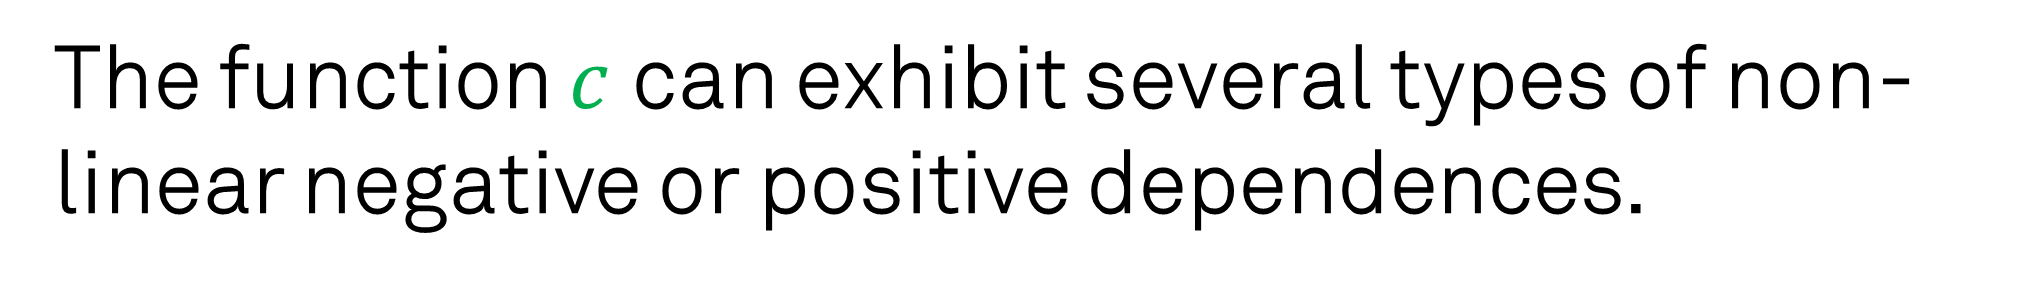 The function c can exhibit several types of non-
linear negative or positive dependences.